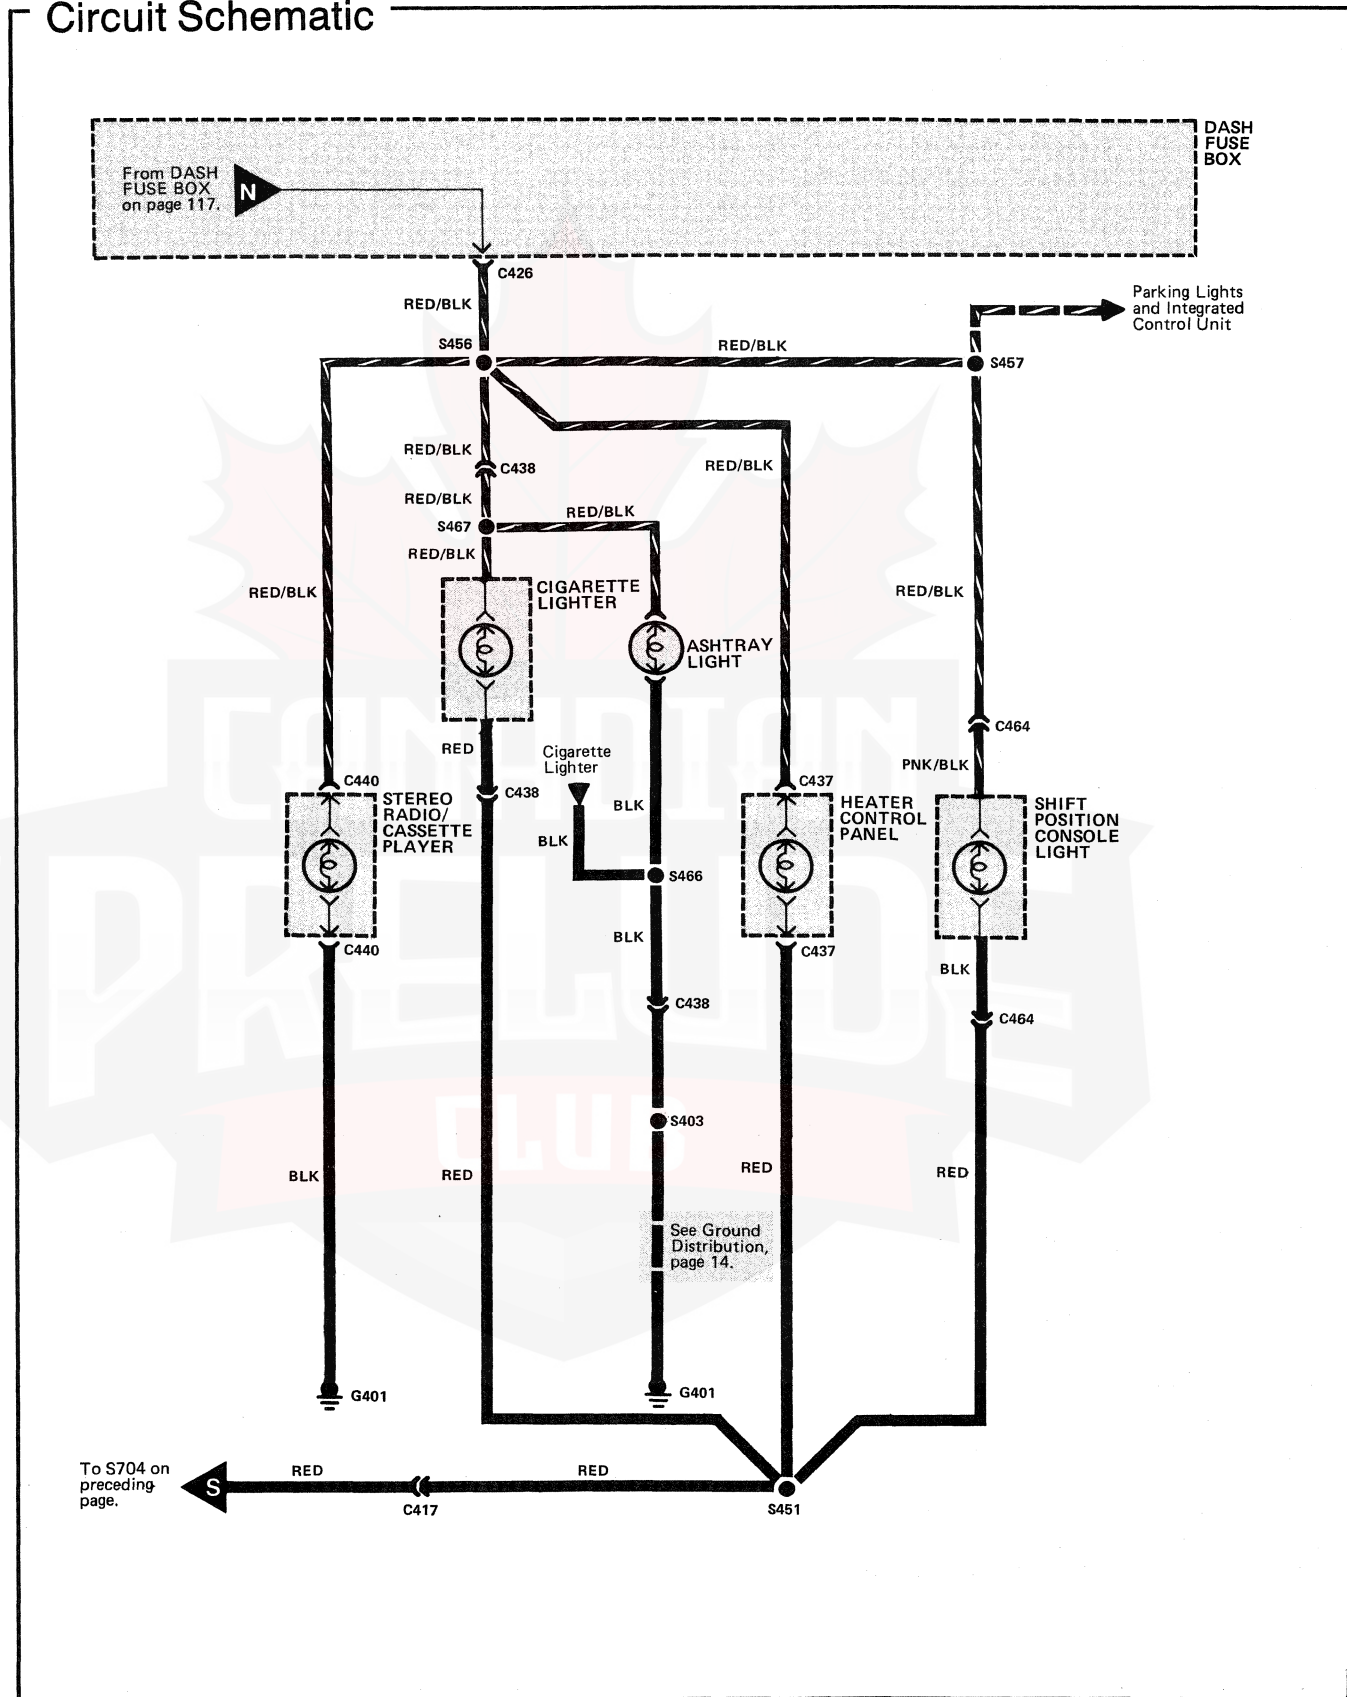 Circuit Schematic
DASH
FUSE
BOX
From DASH
FUSE BOX
on page 117.
N
C426
RED/BLK
Parking Lights
and Integrated
Control Unit
S456
RED/BLK
S457
RED/BLK
C438
RED/BLK
RED/BLK
S467
RED/BLK
RED/BLK
RED/BLK
CIGARETTE
LIGHTER
RED/BLK
ASHTRAY
LIGHT
C464
RED
Cigarette
Lighter
PNK/BLK
C440
C438
C437
STEREO
RADIO/
CASSETTE
PLAYER
BLK
BLK
HEATER
CONTROL
PANEL
SHIFT
POSITION
CONSOLE
LIGHT
S466
BLK
C440
C437
BLK
C438
C464
S403
BLK
RED
RED
RED
See Ground
Distribution,
page 14.
G401
G401
To S704 on
preceding
page.
S
RED
RED
C417
S451
CANADIAN
PRELUDE
CLUB